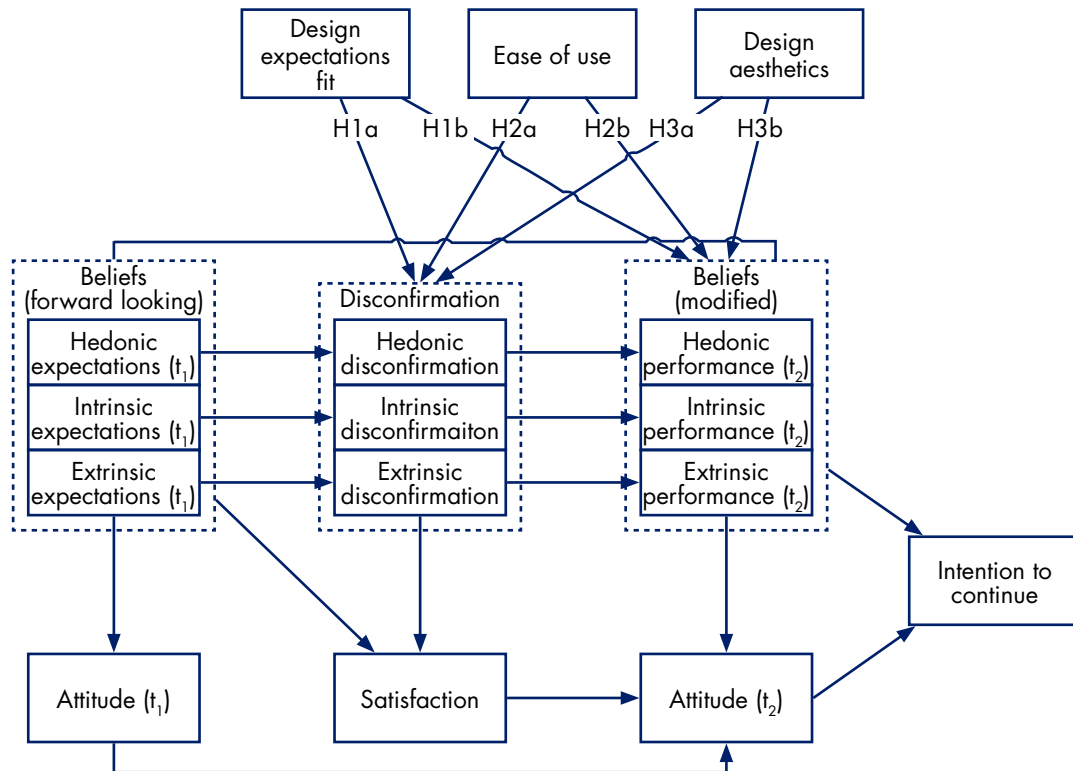 Design
expectations
fit
Ease of use
Design
aesthetics
H1a
H1b
H2a
H2b
H3a
H3b
Beliefs
(forward looking)
Disconfirmation
Beliefs
(modified)
Hedonic
expectations (t₁)
Hedonic
disconfirmation
Hedonic
performance (t₂)
Intrinsic
expectations (t₁)
Intrinsic
disconfirmaiton
Intrinsic
performance (t₂)
Extrinsic
expectations (t₁)
Extrinsic
disconfirmation
Extrinsic
performance (t₂)
Intention to
continue
Attitude (t₁)
Satisfaction
Attitude (t₂)